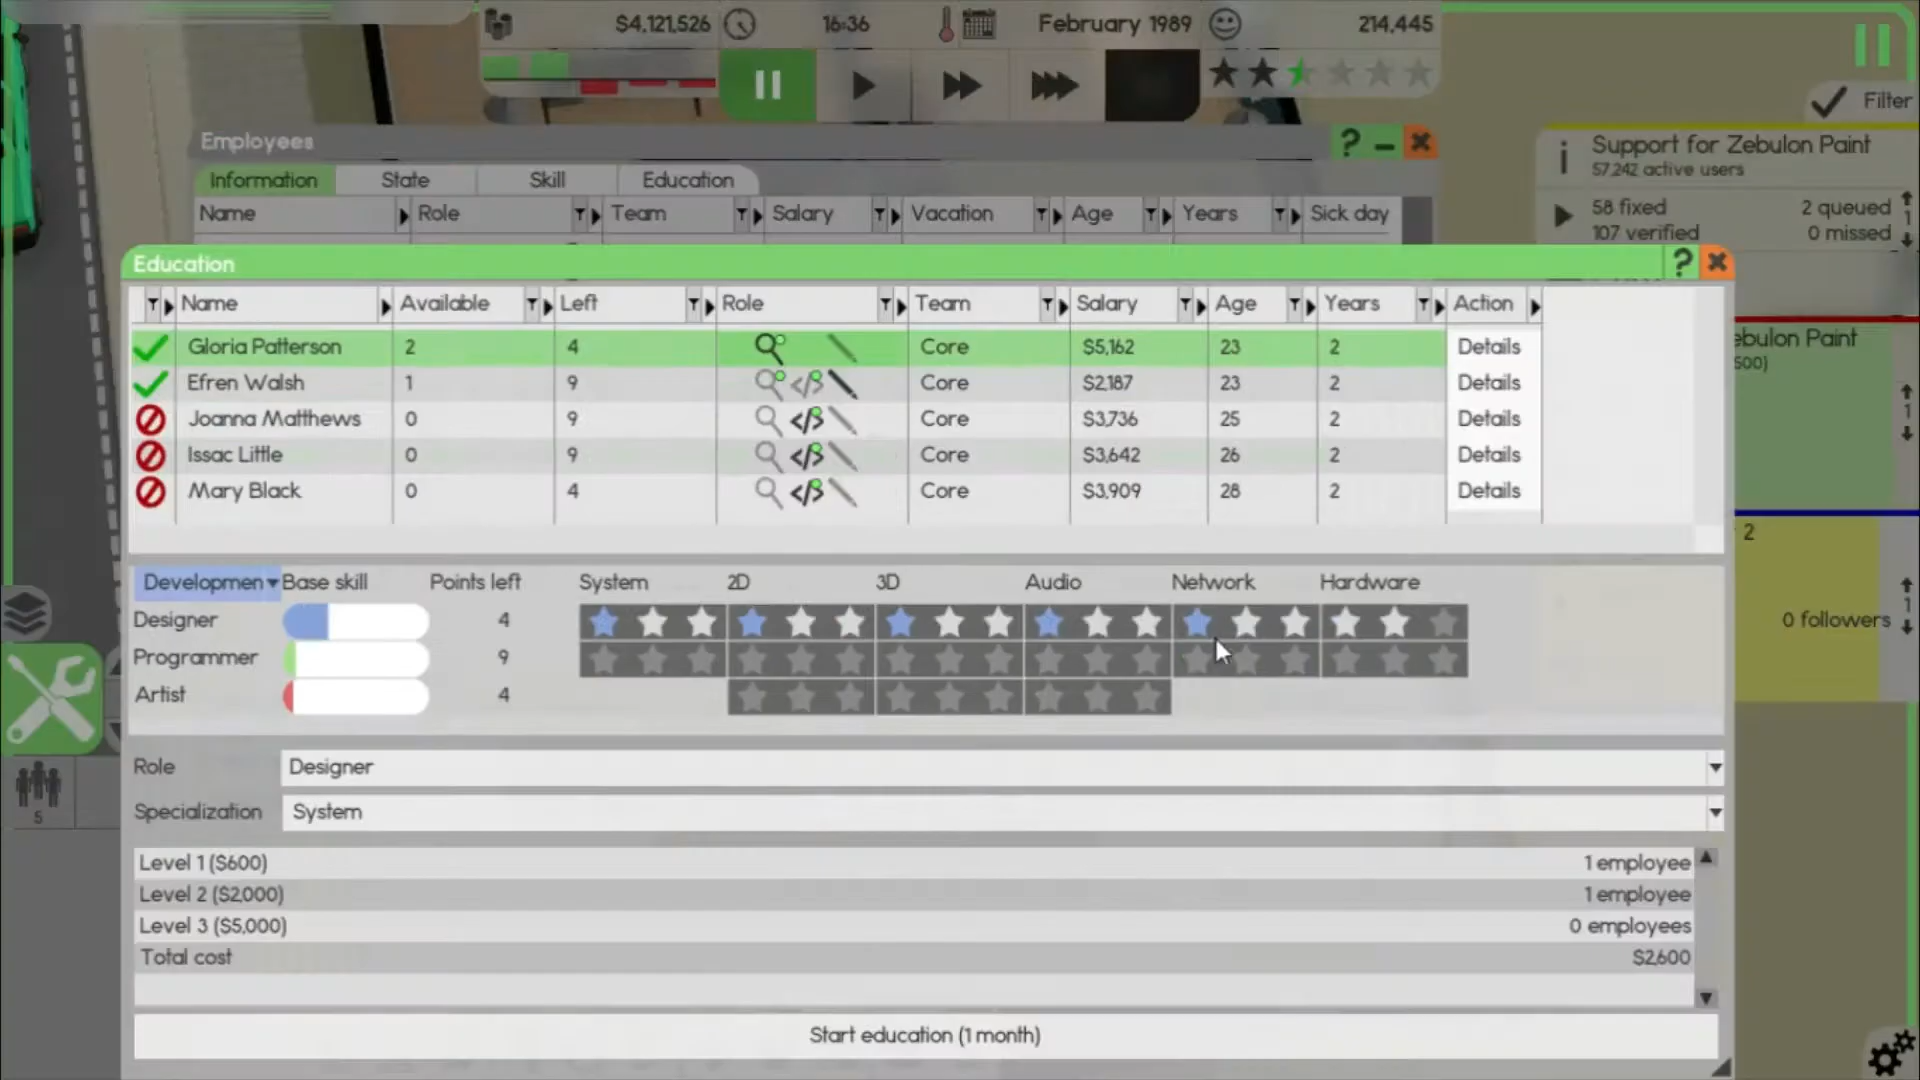 $4,121,526 16:36 February 1989 214,445
Filter
Employees ?
Support for Zebulon Paint
57,242 active users
Information State Skill Education
Name Role Team Salary Vacation Age Years Sick day
58 fixed 2 queued
107 verified 0 missed
1
Education ?
Name Available Left Role Team Salary Age Years Action
Gloria Patterson 2 4 Core $5,162 23 2 Details
Efren Walsh 1 9 Core $2,187 23 2 Details
Joanna Matthews 0 9 Core $3,736 25 2 Details
Issac Little 0 9 Core $3,642 26 2 Details
Mary Black 0 4 Core $3,909 28 2 Details
ebulon Paint
500)
1
2
0 followers
1
Developmen Base skill Points left System 2D 3D Audio Network Hardware
Designer 4
Programmer 9
Artist 4
Role Designer
Specialization System
5
Level 1 ($600) 1 employee
Level 2 ($2,000) 1 employee
Level 3 ($5,000) 0 employees
Total cost $2,600
Start education (1 month)